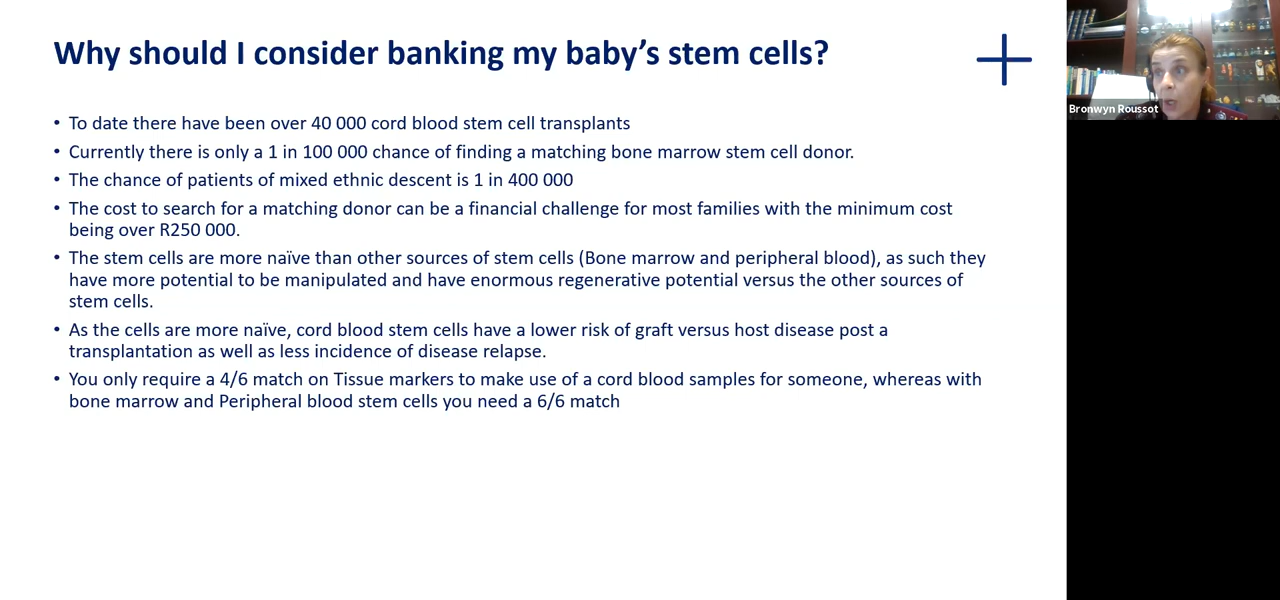 Why should I consider banking my baby’s stem cells?
• To date there have been over 40 000 cord blood stem cell transplants
• Currently there is only a 1 in 100 000 chance of finding a matching bone marrow stem cell donor.
• The chance of patients of mixed ethnic descent is 1 in 400 000
• The cost to search for a matching donor can be a financial challenge for most families with the minimum cost
being over R250 000.
• The stem cells are more naïve than other sources of stem cells (Bone marrow and peripheral blood), as such they
have more potential to be manipulated and have enormous regenerative potential versus the other sources of
stem cells.
• As the cells are more naïve, cord blood stem cells have a lower risk of graft versus host disease post a
transplantation as well as less incidence of disease relapse.
• You only require a 4/6 match on Tissue markers to make use of a cord blood samples for someone, whereas with
bone marrow and Peripheral blood stem cells you need a 6/6 match
Bronwyn Roussot